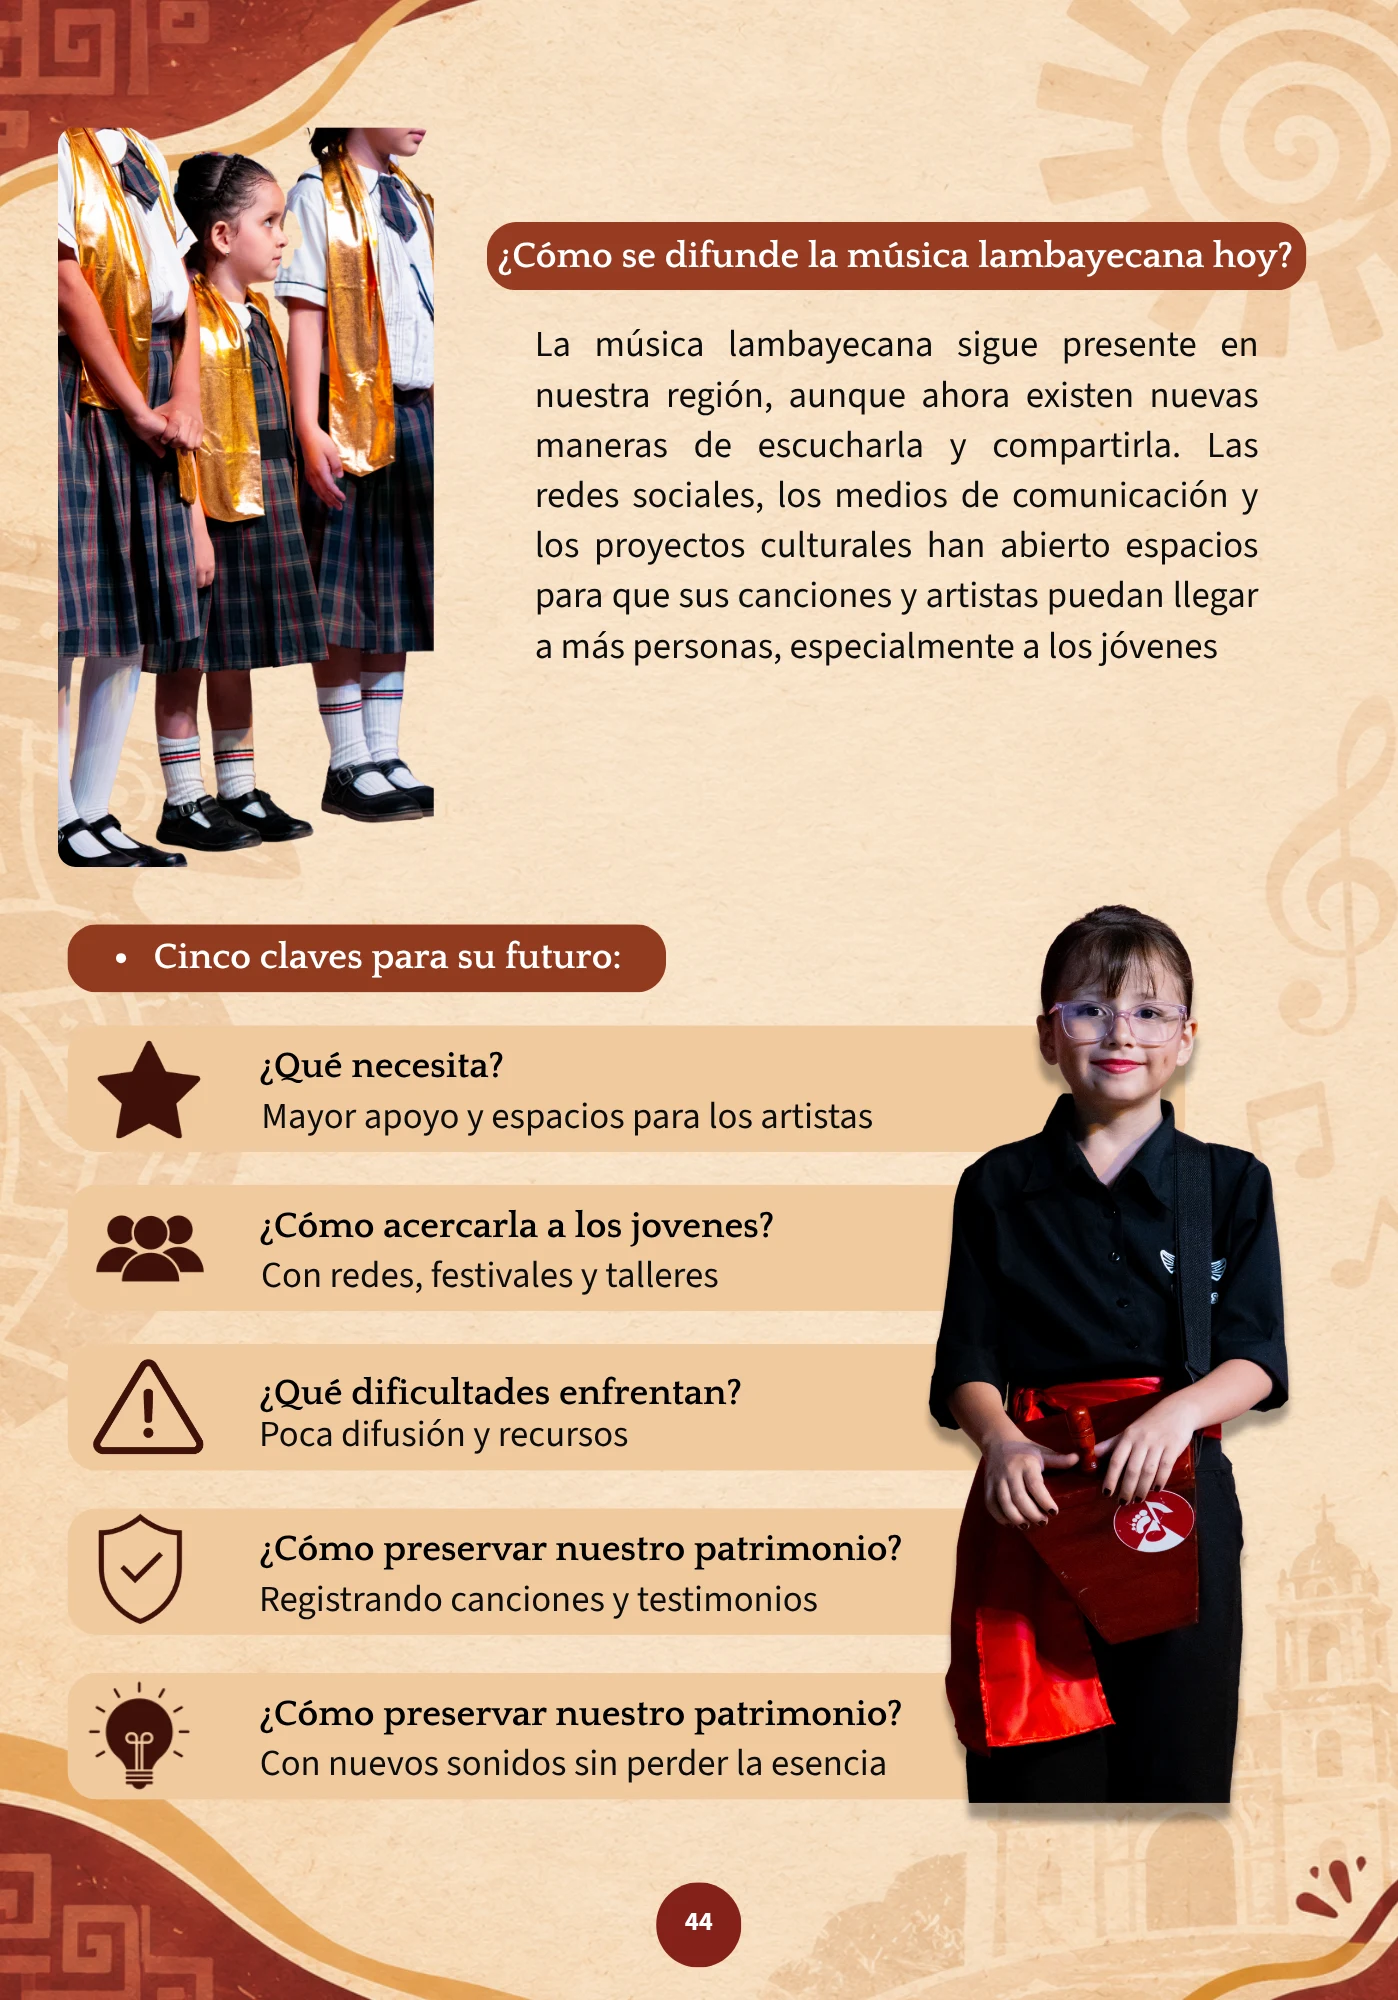 ¿Cómo se difunde la música lambayecana hoy?
La música lambayecana sigue presente en
nuestra región, aunque ahora existen nuevas
maneras de escucharla y compartirla. Las
redes sociales, los medios de comunicación y
los proyectos culturales han abierto espacios
para que sus canciones y artistas puedan llegar
a más personas, especialmente a los jóvenes
• Cinco claves para su futuro:
¿Qué necesita?
Mayor apoyo y espacios para los artistas
¿Cómo acercarla a los jovenes?
Con redes, festivales y talleres
¿Qué dificultades enfrentan?
Poca difusión y recursos
¿Cómo preservar nuestro patrimonio?
Registrando canciones y testimonios
¿Cómo preservar nuestro patrimonio?
Con nuevos sonidos sin perder la esencia
44